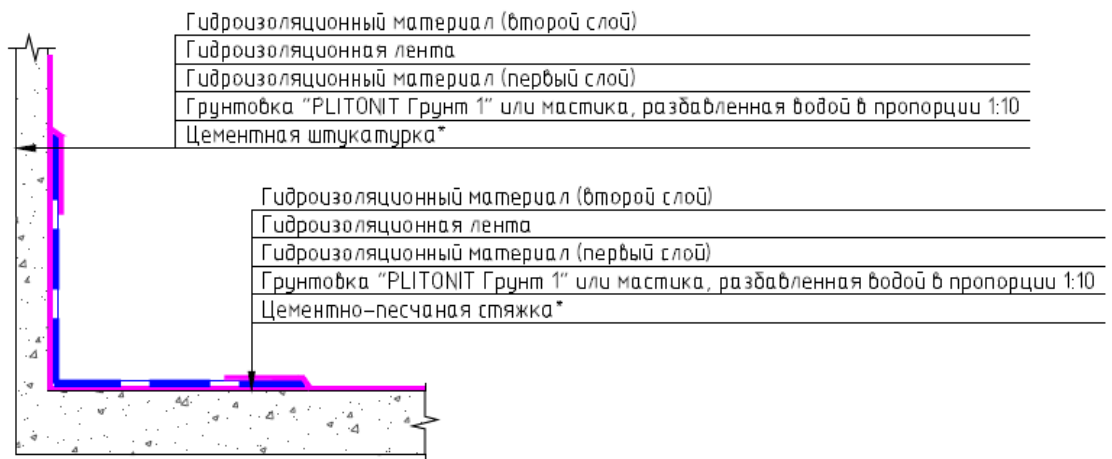 Гидроизоляционный материал (второй слой)
Гидроизоляционная лента
Гидроизоляционный материал (первый слой)
Грунтовка "PLITONIT Грунт 1" или мастика, разбавленная водой в пропорции 1:10
Цементная штукатурка*
Гидроизоляционный материал (второй слой)
Гидроизоляционная лента
Гидроизоляционный материал (первый слой)
Грунтовка "PLITONIT Грунт 1" или мастика, разбавленная водой в пропорции 1:10
Цементно-песчаная стяжка*